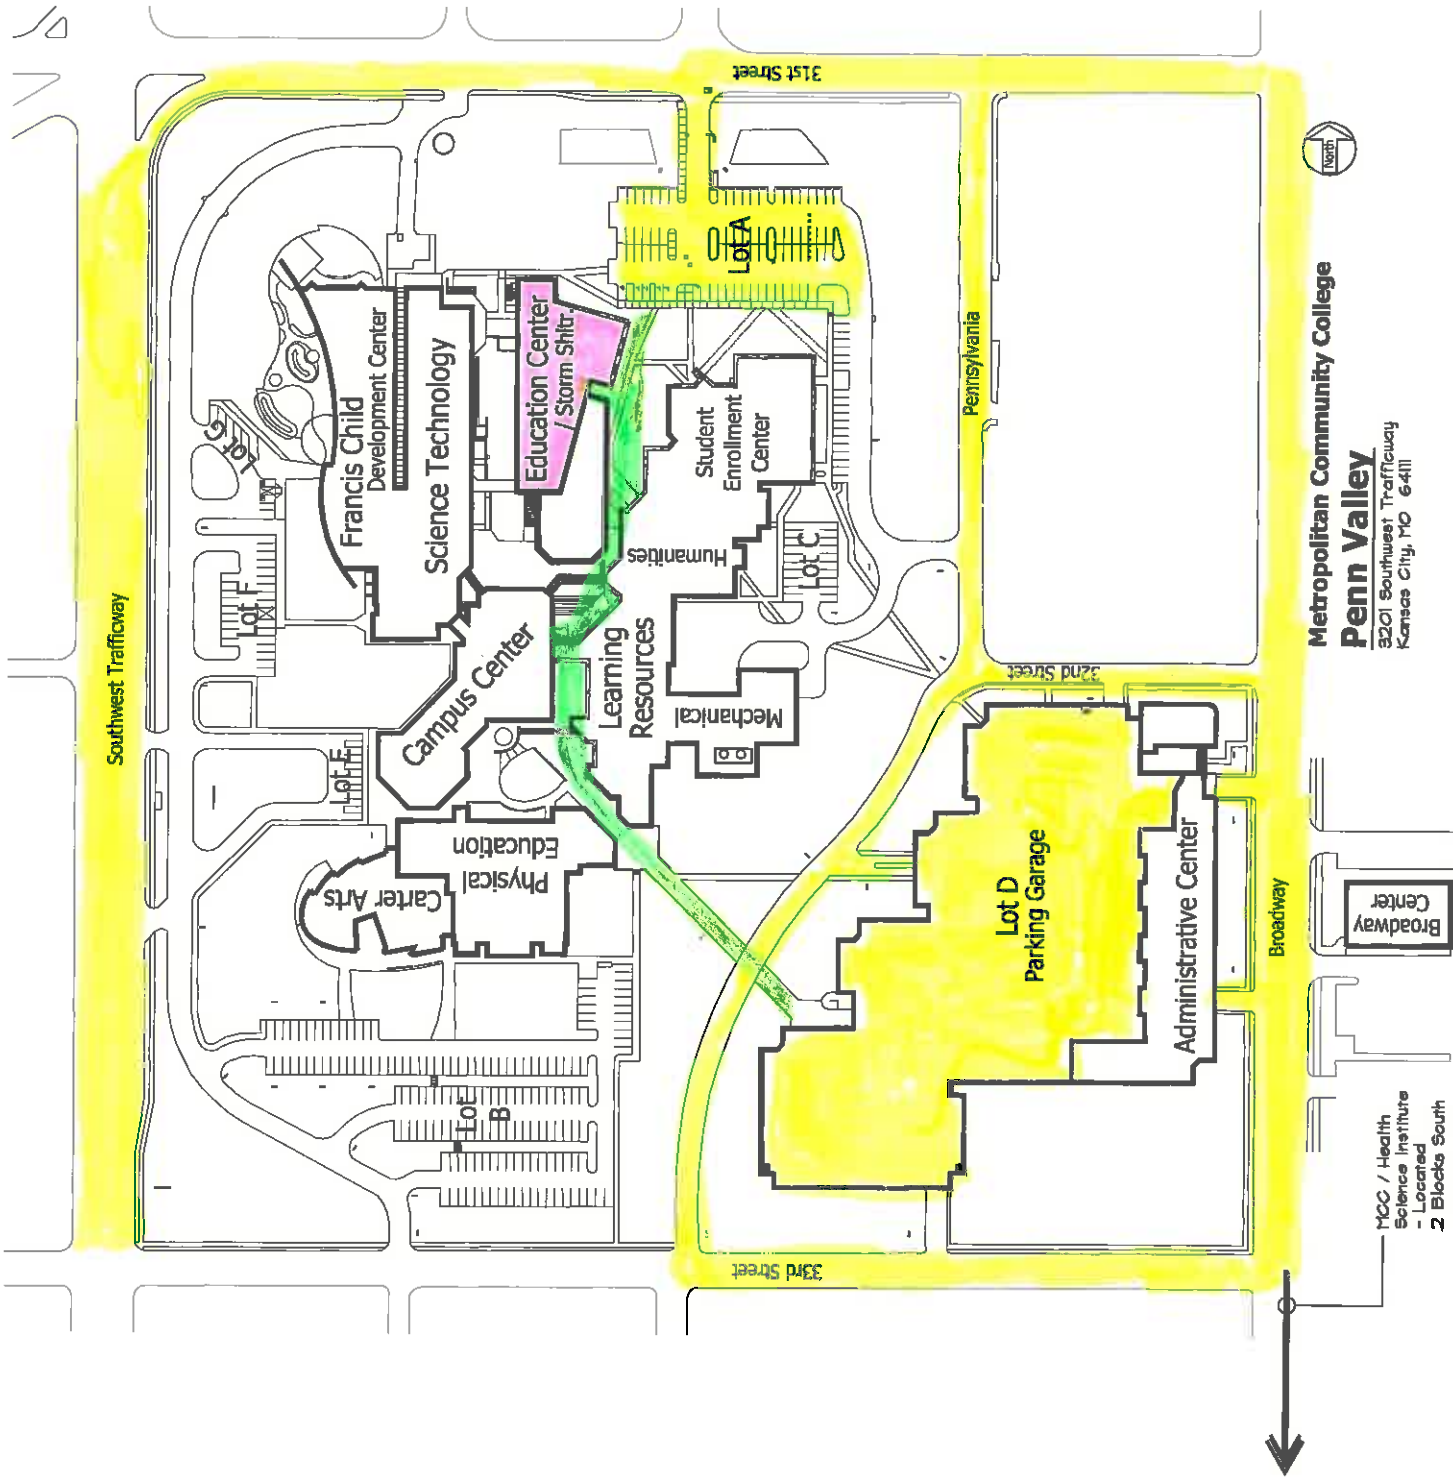 31st Street
Southwest Trafficway
Lot G
Lot F
Lot E
Francis Child
Development Center
Science Technology
Education Center
/ Storm Shltr.
Lot A
Student
Enrollment
Center
Humanities
Lot C
Campus Center
Learning
Resources
Mechanical
Physical
Education
Carter Arts
Lot
B
Pennsylvania
32nd Street
Lot D
Parking Garage
Administrative Center
Broadway
Broadway
Center
33rd Street
North
Metropolitan Community College
Penn Valley
3201 Southwest Trafficway
Kansas City, MO 64111
MCC / Health
Science Institute
- Located
2 Blocks South